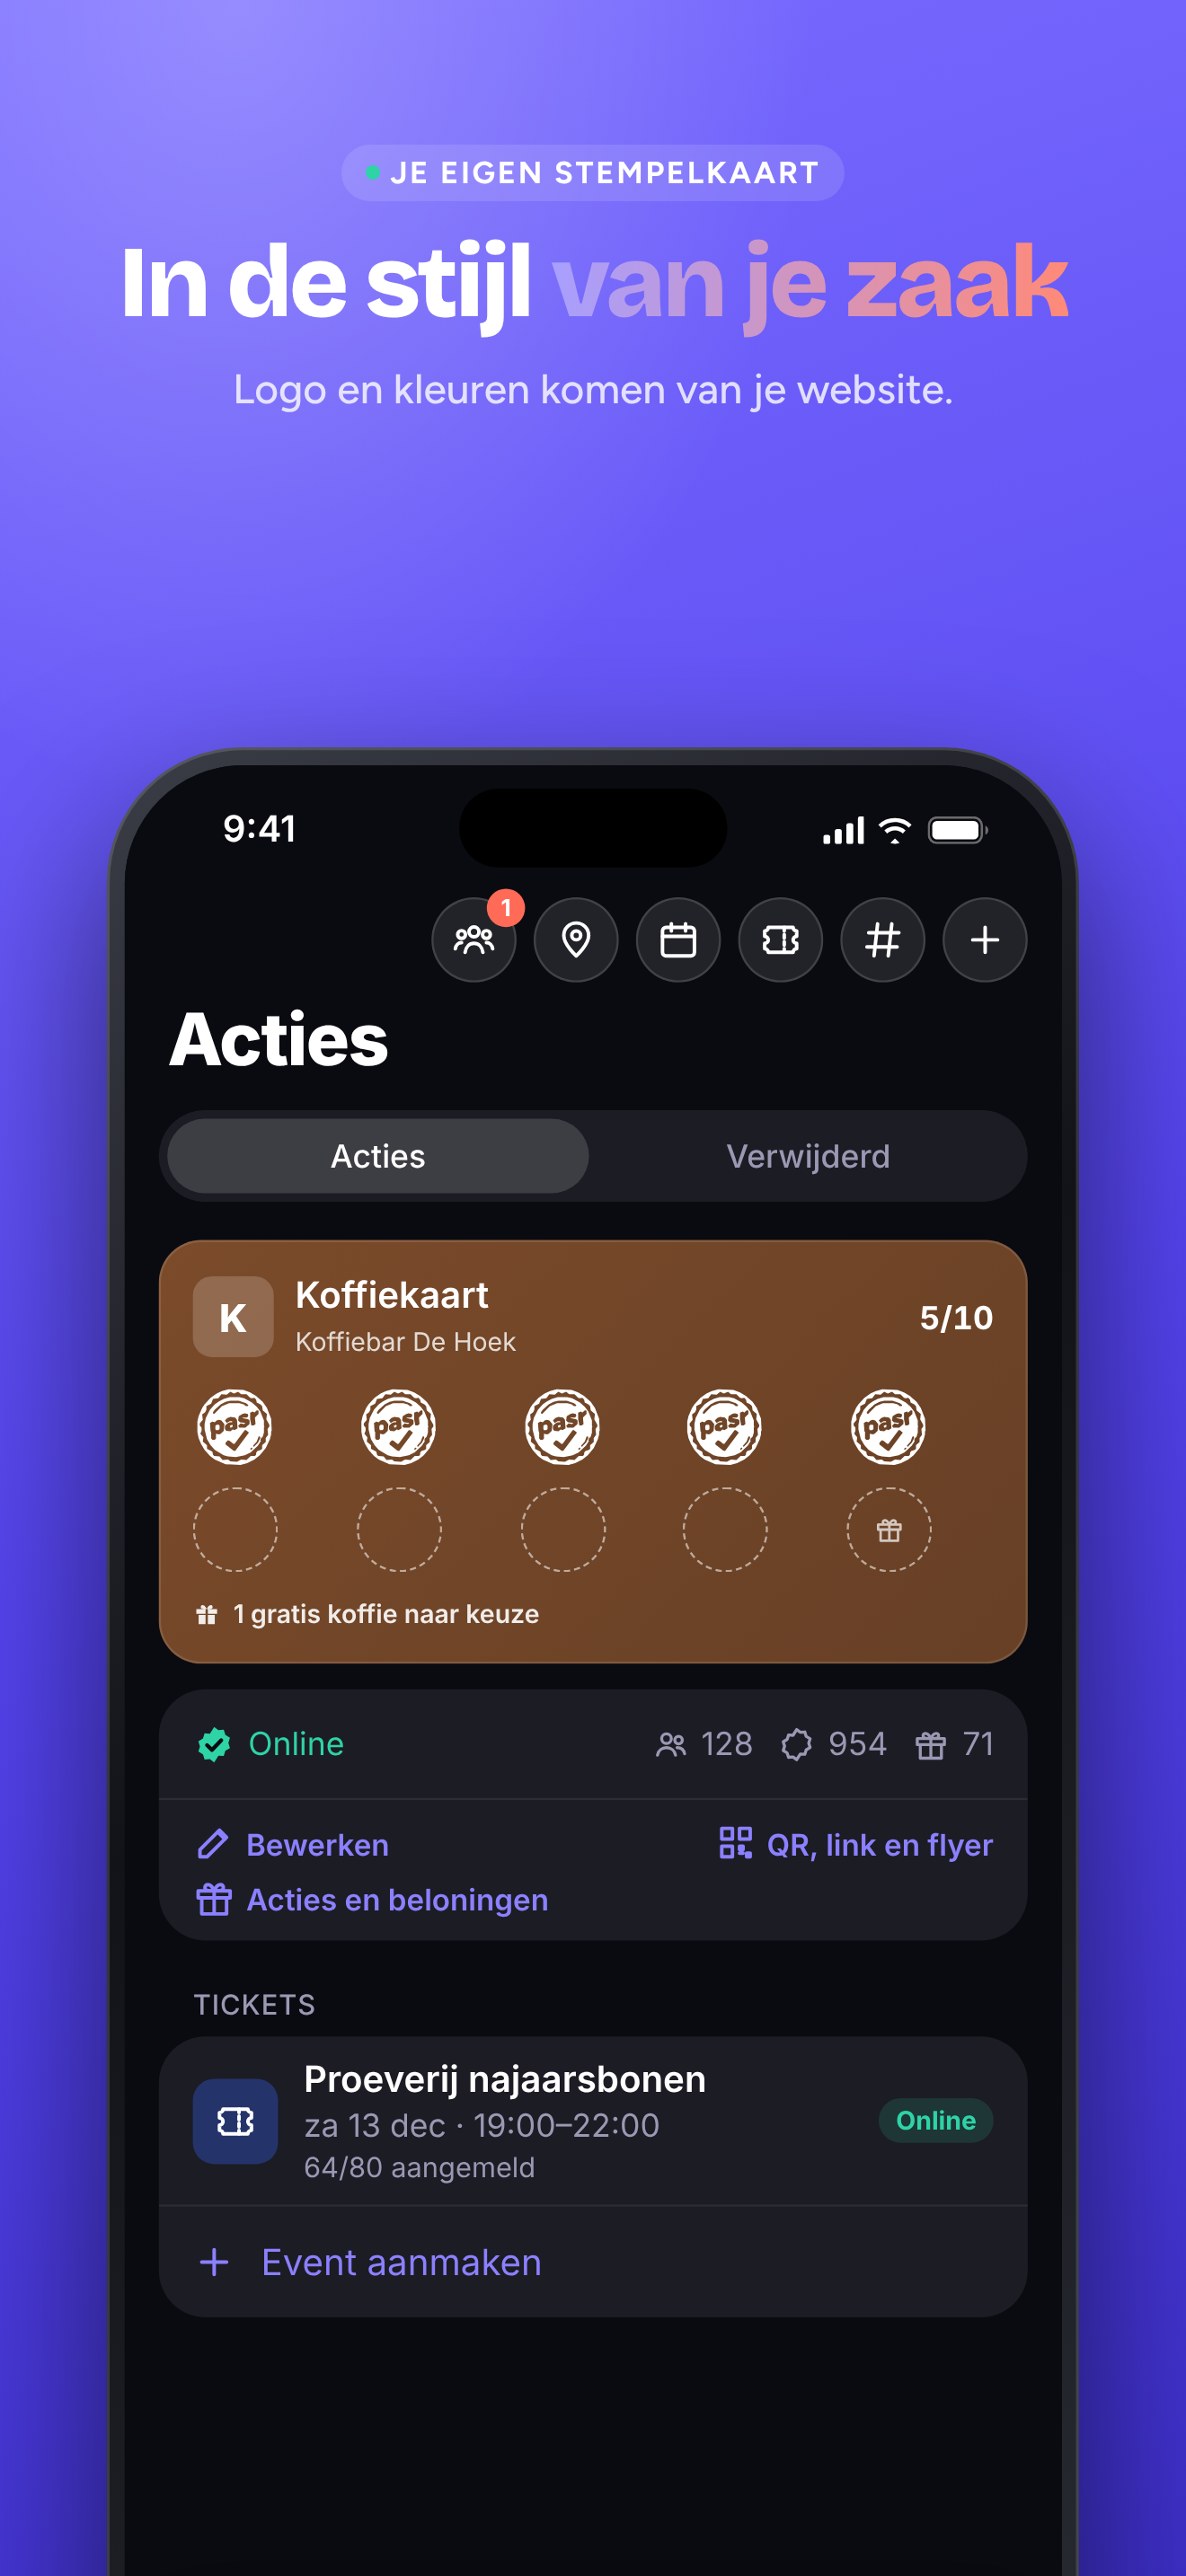 JE EIGEN STEMPELKAART
In de stijl van je zaak
Logo en kleuren komen van je website.
9:41
1
Acties
Acties Verwijderd
K
Koffiekaart
Koffiebar De Hoek
5/10
pasr pasr pasr pasr pasr
1 gratis koffie naar keuze
Online 128 954 71
Bewerken QR, link en flyer
Acties en beloningen
TICKETS
Proeverij najaarsbonen
za 13 dec · 19:00–22:00
64/80 aangemeld
Online
Event aanmaken